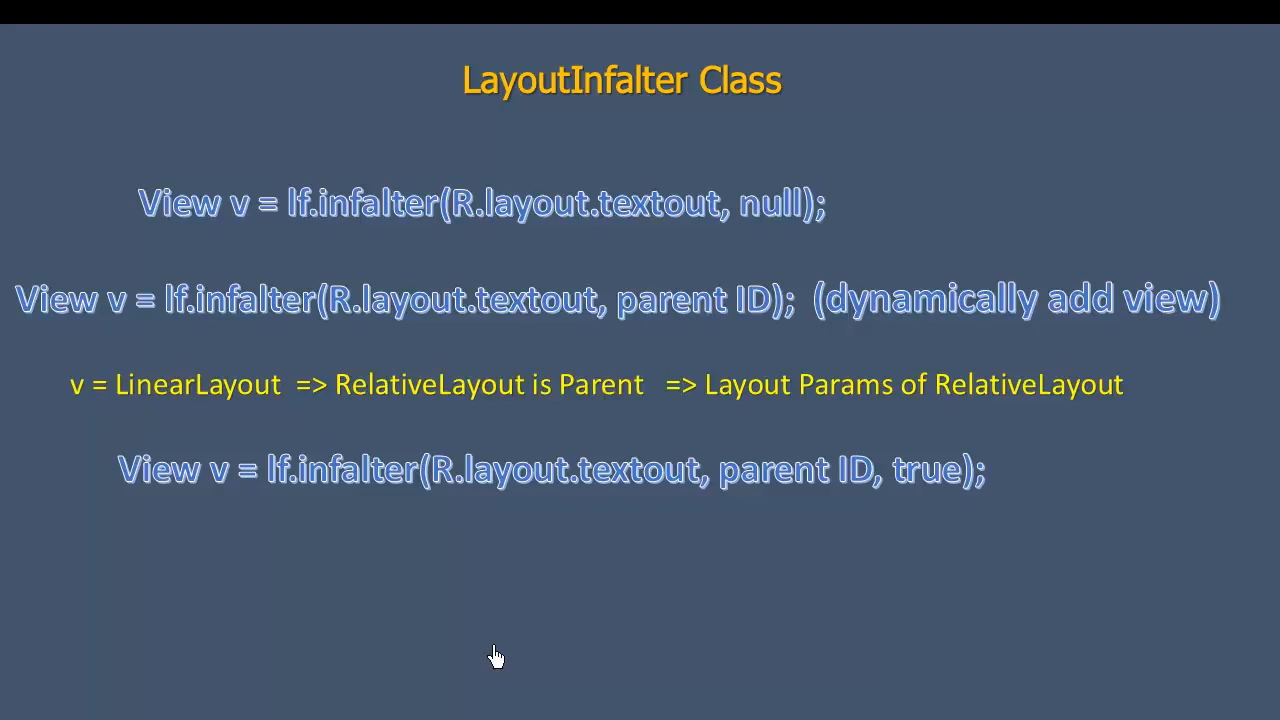 LayoutInfalter Class
View v = lf.infalter(R.layout.textout, null);
View v = lf.infalter(R.layout.textout, parent ID); (dynamically add view)
v = LinearLayout => RelativeLayout is Parent => Layout Params of RelativeLayout
View v = lf.infalter(R.layout.textout, parent ID, true);